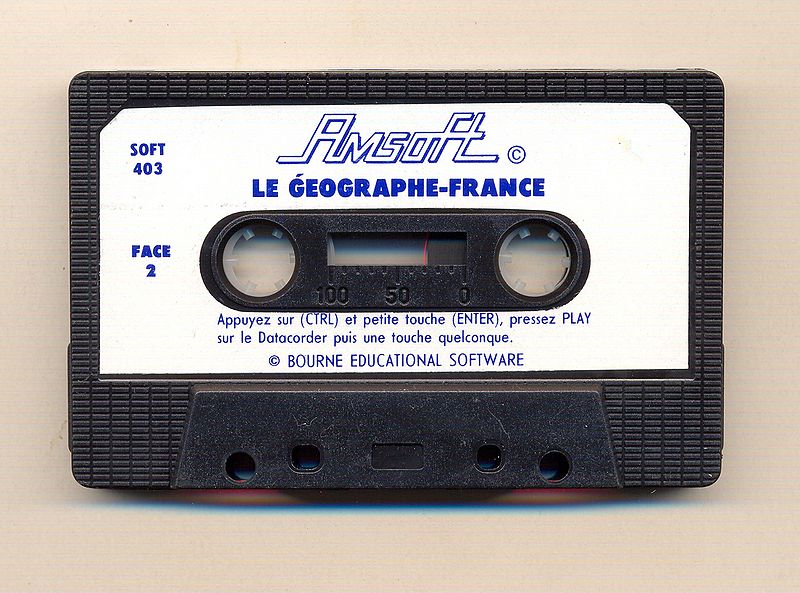 Amsoft ©
SOFT
403
LE GÉOGRAPHE-FRANCE
FACE
2
100 50 0
Appuyez sur (CTRL) et petite touche (ENTER), pressez PLAY
sur le Datacorder puis une touche quelconque.
© BOURNE EDUCATIONAL SOFTWARE